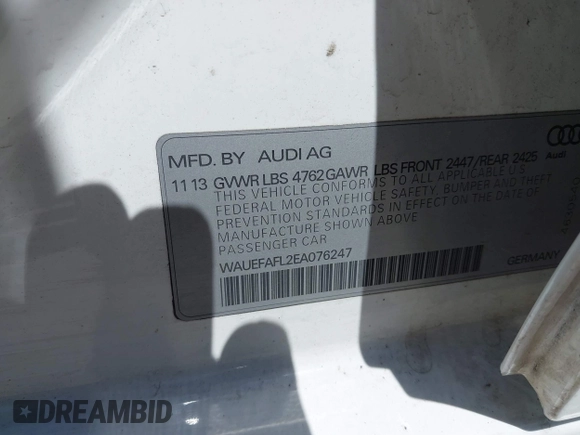 MFD. BY AUDI AG
Audi
11 13 GVWR LBS 4762 GAWR LBS FRONT 2447/REAR 2425
THIS VEHICLE CONFORMS TO ALL APPLICABLE U.S.
FEDERAL MOTOR VEHICLE SAFETY, BUMPER AND THEFT
PREVENTION STANDARDS IN EFFECT ON THE DATE OF
MANUFACTURE SHOWN ABOVE
PASSENGER CAR
WAUEFAFL2EA076247
GERMANY
DREAMBID